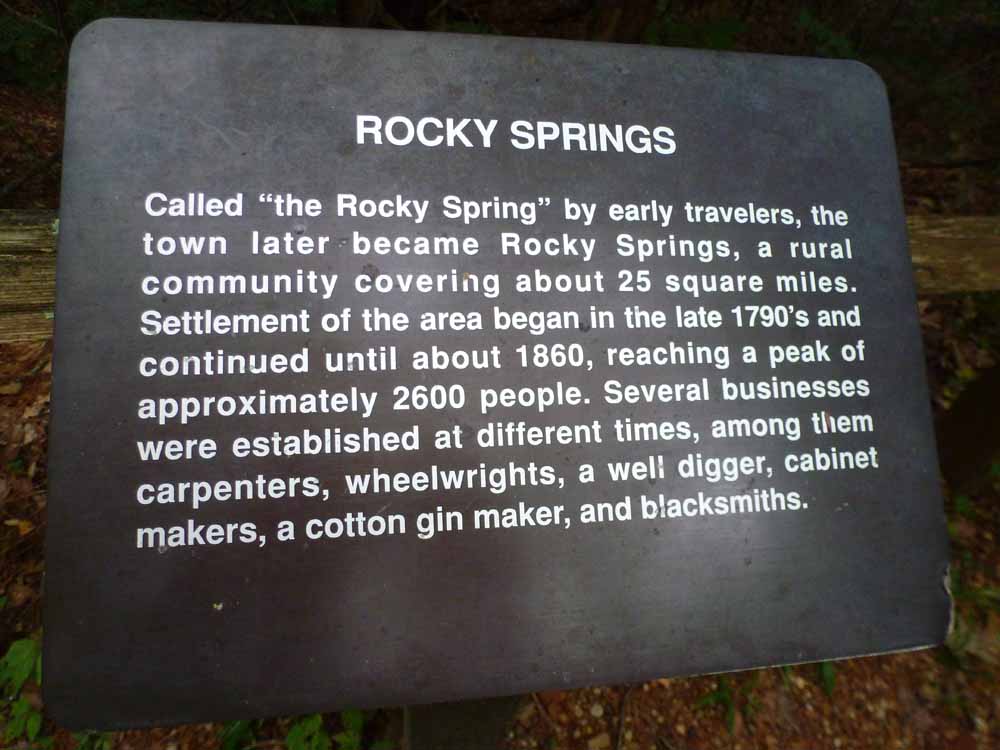 ROCKY SPRINGS
Called “the Rocky Spring” by early travelers, the
town later became Rocky Springs, a rural
community covering about 25 square miles.
Settlement of the area began in the late 1790’s and
continued until about 1860, reaching a peak of
approximately 2600 people. Several businesses
were established at different times, among them
carpenters, wheelwrights, a well digger, cabinet
makers, a cotton gin maker, and blacksmiths.